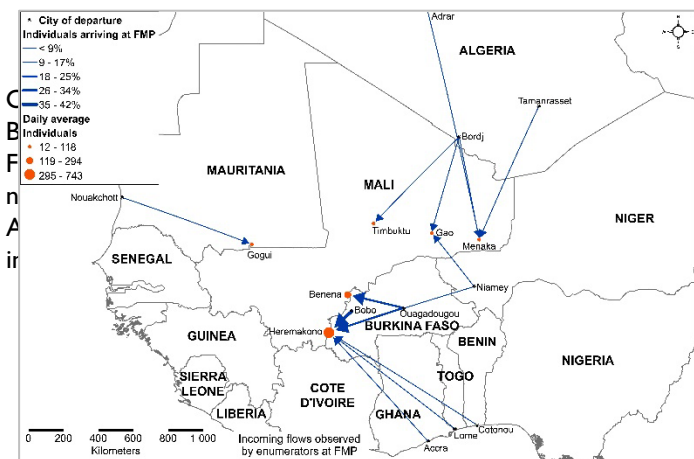 City of departure
Individuals arriving at FMP
< 9%
9 - 17%
18 - 25%
26 - 34%
35 - 42%
Daily average
Individuals
12 - 118
119 - 294
295 - 743
Adrar
ALGERIA
Tamanrasset
Bordj
MAURITANIA
MALI
Nouakchott
NIGER
Timbuktu
Gao
Menaka
Gogui
SENEGAL
Niamey
Benena
Bobo
Ouagadougou
BURKINA FASO
Heremakono
GUINEA
BENIN
NIGERIA
SIERRA
LEONE
COTE
D'IVOIRE
TOGO
GHANA
LIBERIA
Lome
Cotonou
Accra
0 200 400 600 800 1 000
Kilometers
Incoming flows observed
by enumerators at FMP